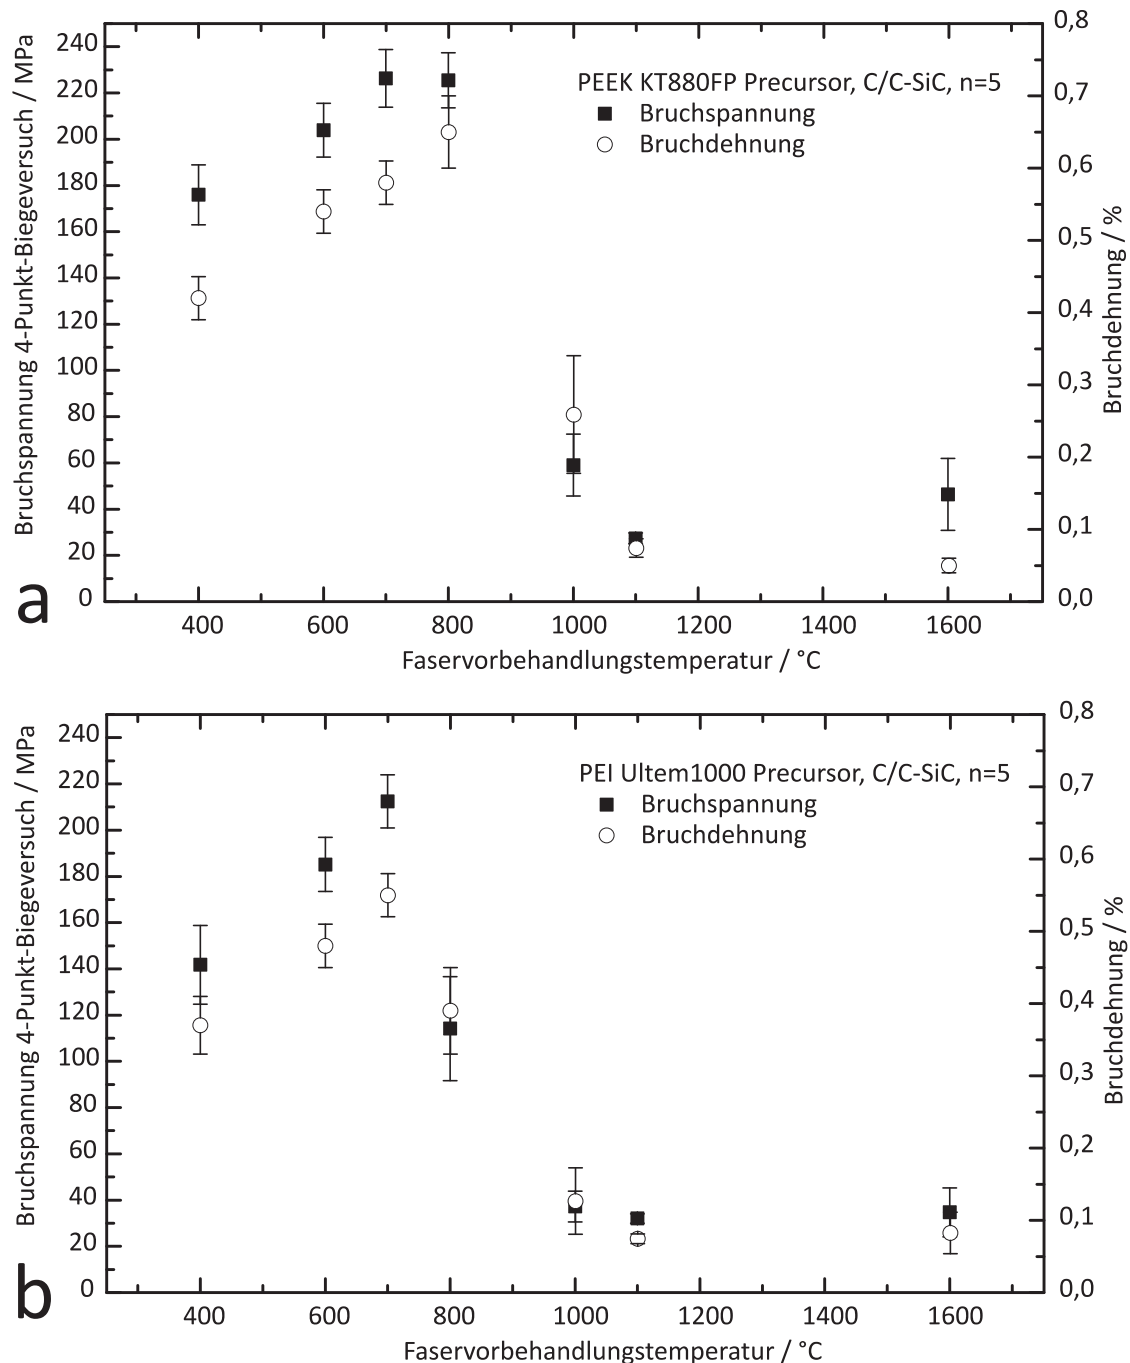 Bruchspannung 4-Punkt-Biegeversuch / MPa
240
220
200
180
160
140
120
100
80
60
40
20
0
PEEK KT880FP Precursor, C/C-SiC, n=5
Bruchspannung
Bruchdehnung
0,8
0,7
0,6
0,5
0,4
0,3
0,2
0,1
0,0
Bruchdehnung / %
400 600 800 1000 1200 1400 1600
Faservorbehandlungstemperatur / °C
a
Bruchspannung 4-Punkt-Biegeversuch / MPa
240
220
200
180
160
140
120
100
80
60
40
20
0
PEI Ultem1000 Precursor, C/C-SiC, n=5
Bruchspannung
Bruchdehnung
0,8
0,7
0,6
0,5
0,4
0,3
0,2
0,1
0,0
Bruchdehnung / %
400 600 800 1000 1200 1400 1600
Faservorbehandlungstemperatur / °C
b